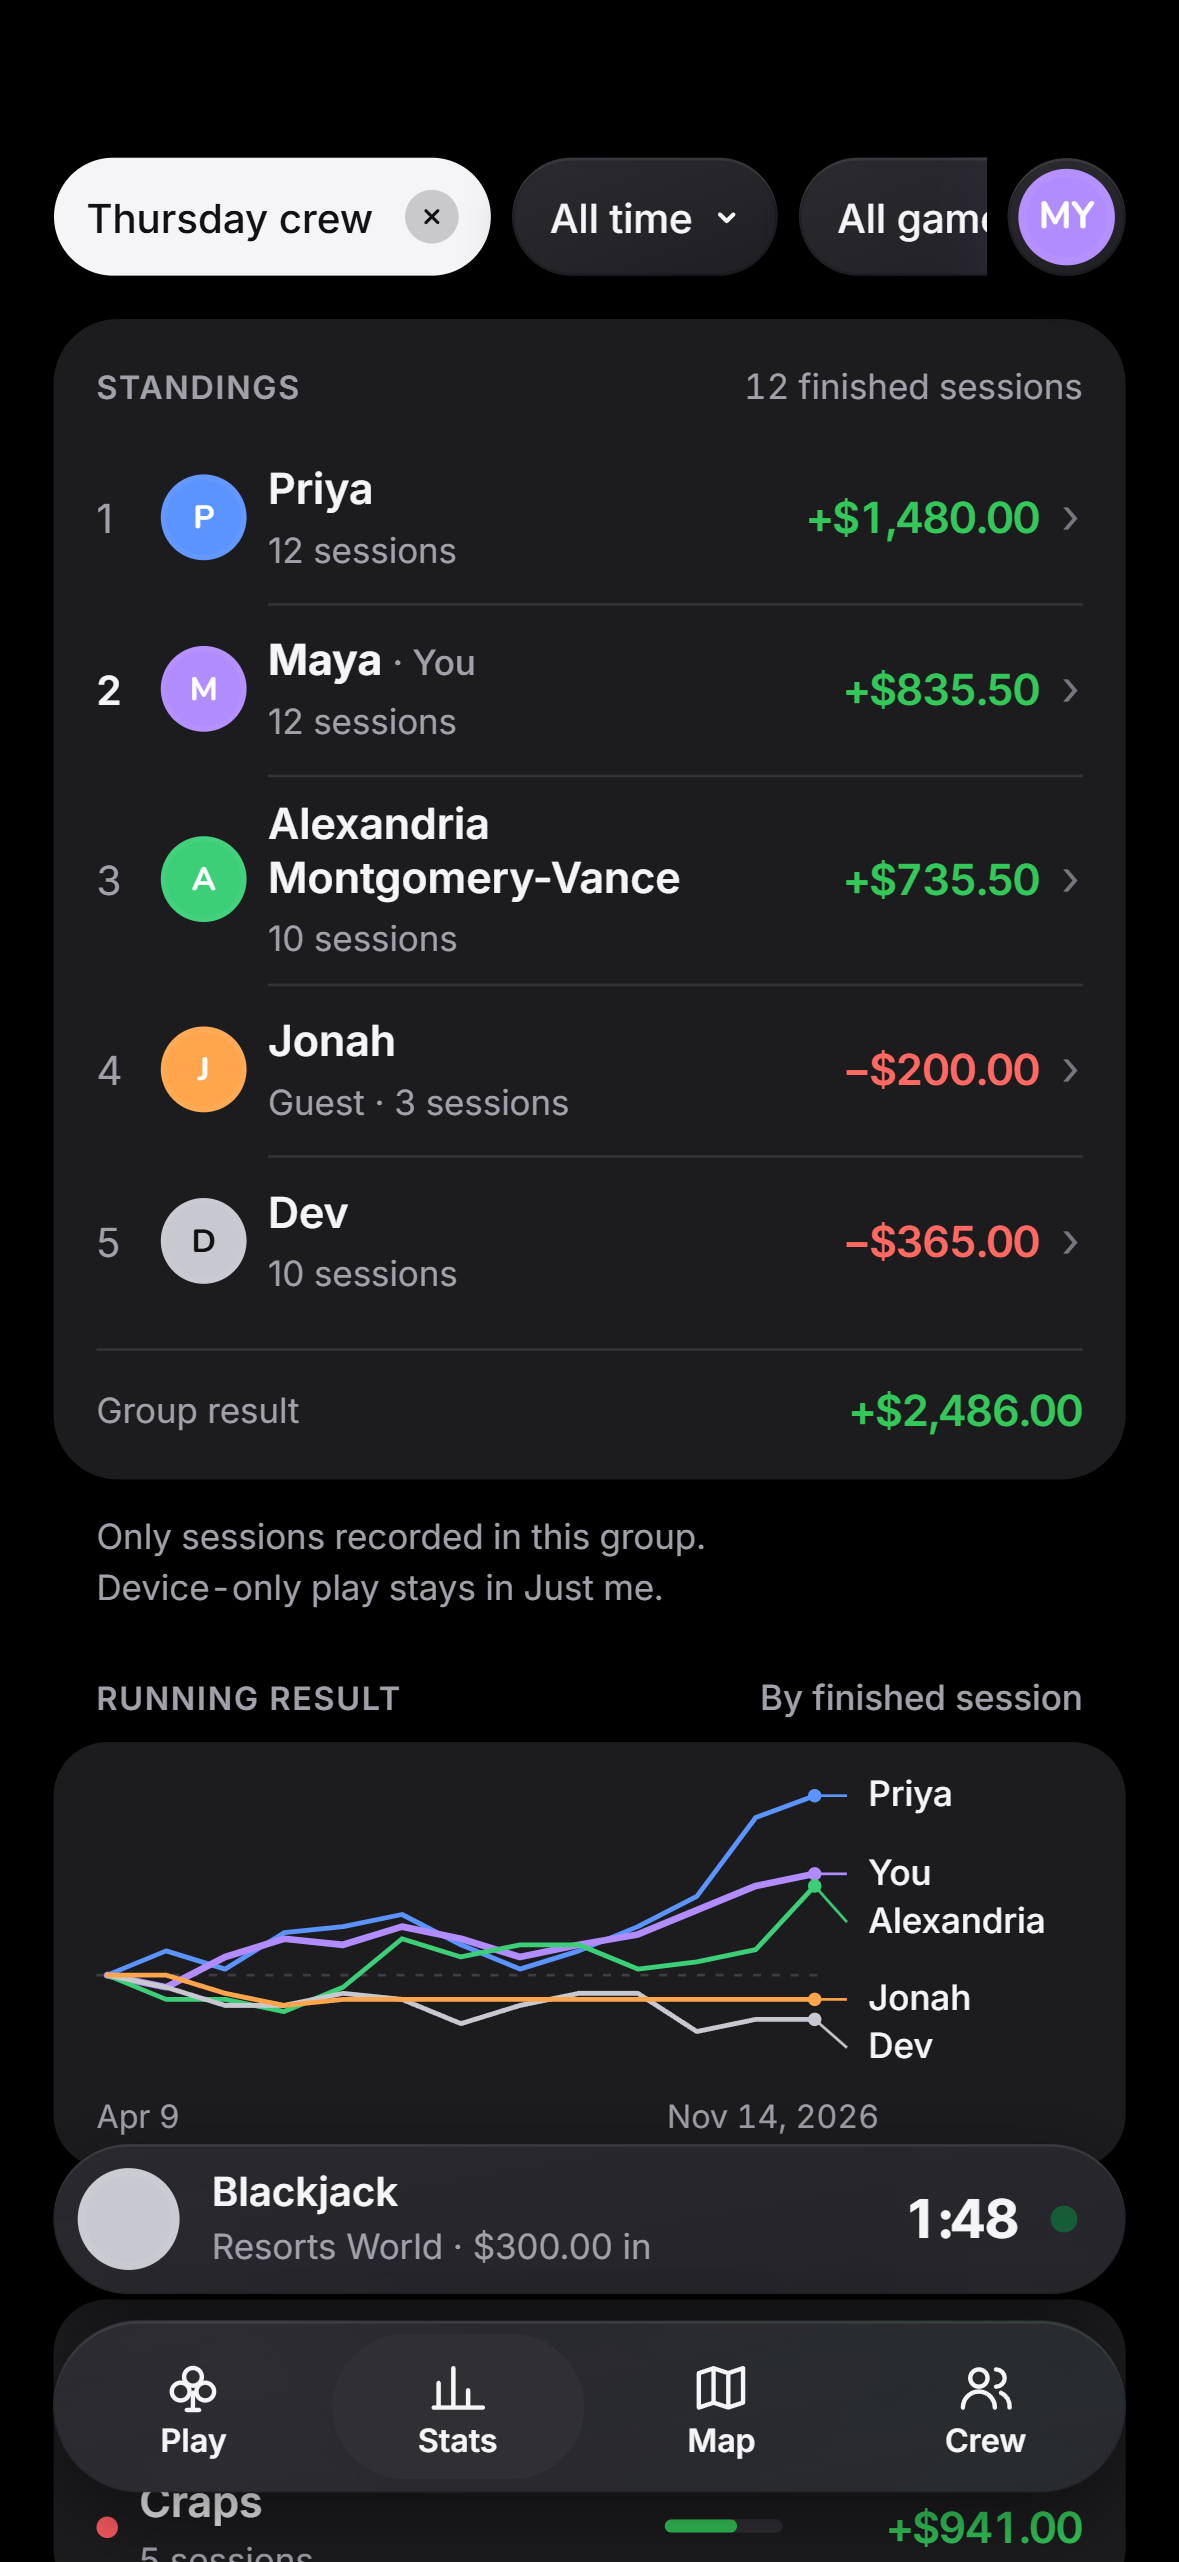 Thursday crew
All time
All game
MY
STANDINGS
12 finished sessions
1
P
Priya
12 sessions
+$1,480.00
2
M
Maya · You
12 sessions
+$835.50
3
A
Alexandria
Montgomery-Vance
10 sessions
+$735.50
4
J
Jonah
Guest · 3 sessions
–$200.00
5
D
Dev
10 sessions
–$365.00
Group result
+$2,486.00
Only sessions recorded in this group.
Device-only play stays in Just me.
RUNNING RESULT
By finished session
Priya
You
Alexandria
Jonah
Dev
Apr 9
Nov 14, 2026
Blackjack
Resorts World · $300.00 in
1:48
Play
Stats
Map
Crew
Craps
5 sessions
+$941.00